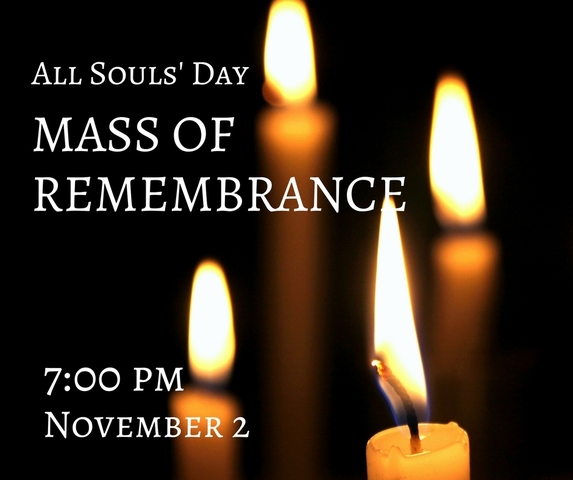 All Souls' Day
MASS OF
REMEMBRANCE
7:00 PM
November 2